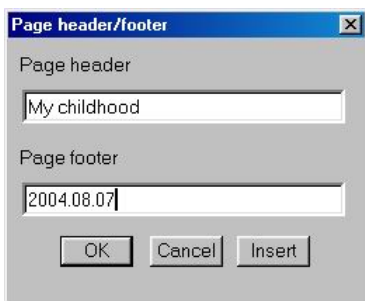 Page header/footer
Page header
My childhood
Page footer
2004.08.07
OK Cancel Insert